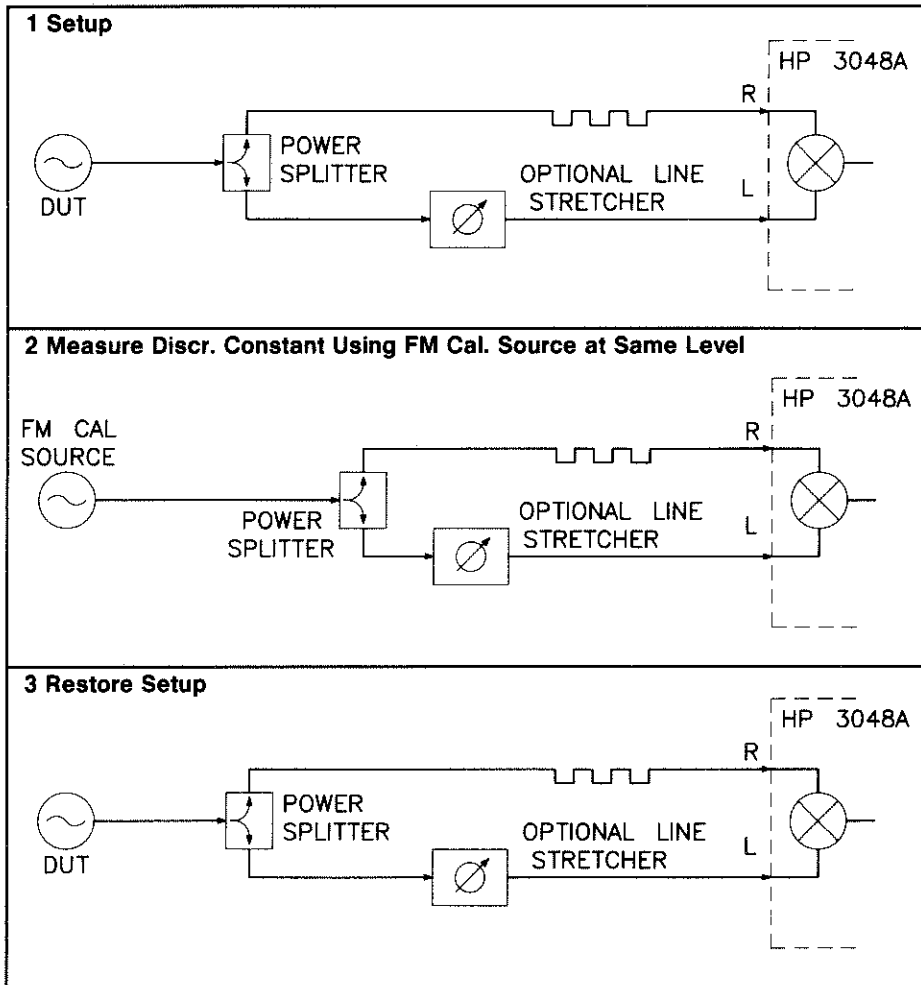 1 Setup
HP 3048A
R
POWER
SPLITTER
OPTIONAL LINE
STRETCHER
L
DUT
2 Measure Discr. Constant Using FM Cal. Source at Same Level
HP 3048A
FM CAL
SOURCE
R
POWER
SPLITTER
OPTIONAL LINE
STRETCHER
L
3 Restore Setup
HP 3048A
R
POWER
SPLITTER
OPTIONAL LINE
STRETCHER
L
DUT